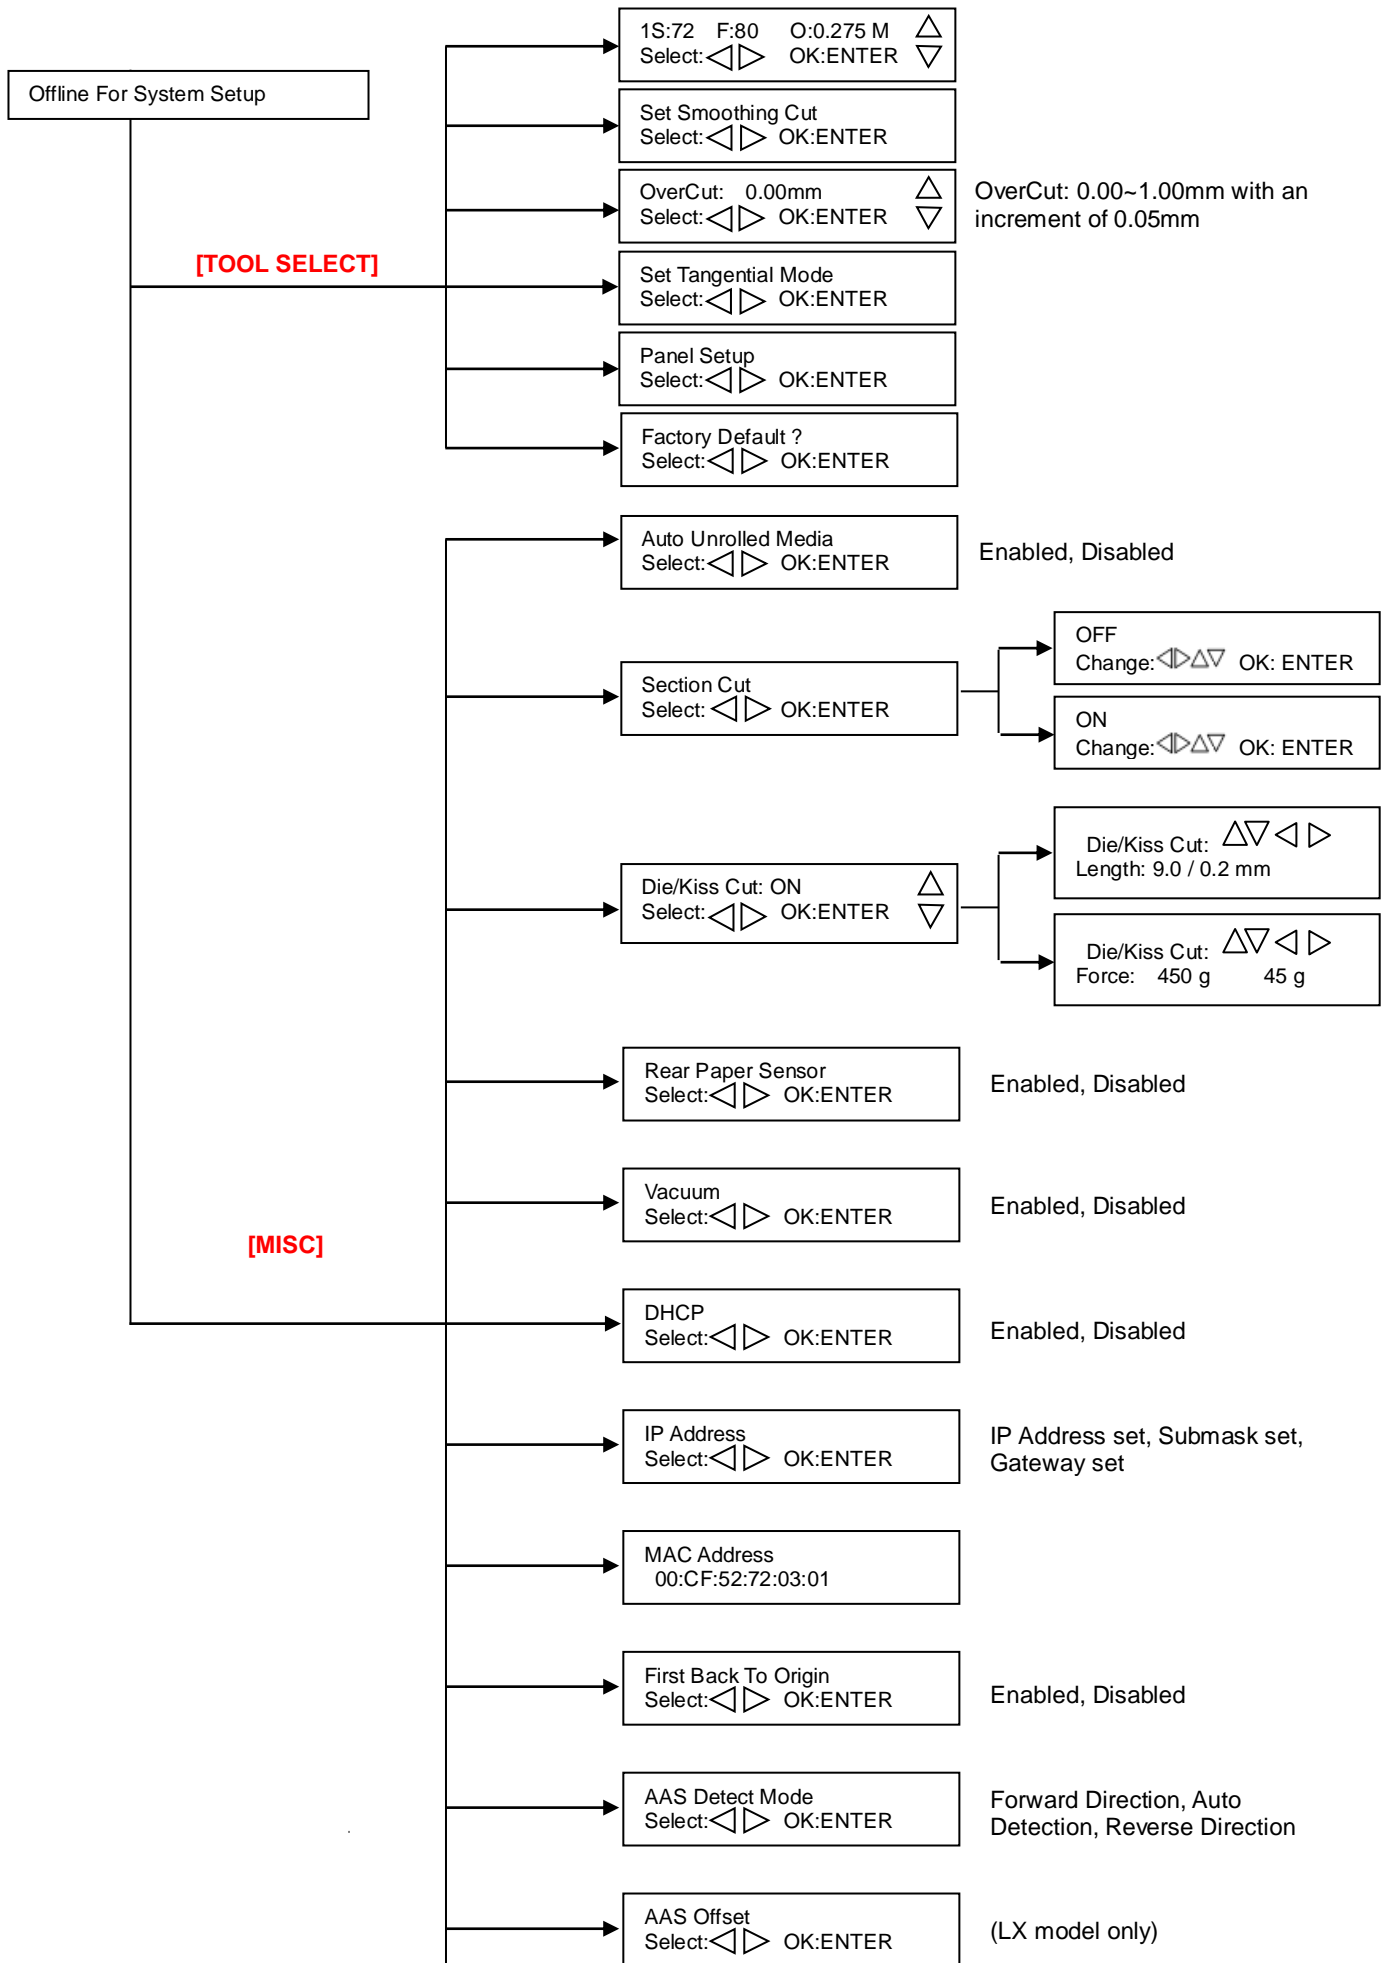 1S:72 F:80 O:0.275 M
Select: OK:ENTER
Offline For System Setup
Set Smoothing Cut
Select: OK:ENTER
OverCut: 0.00mm
Select: OK:ENTER
OverCut: 0.00~1.00mm with an
increment of 0.05mm
[TOOL SELECT]
Set Tangential Mode
Select: OK:ENTER
Panel Setup
Select: OK:ENTER
Factory Default ?
Select: OK:ENTER
Auto Unrolled Media
Select: OK:ENTER
Enabled, Disabled
Section Cut
Select: OK:ENTER
OFF
Change: OK: ENTER
ON
Change: OK: ENTER
Die/Kiss Cut: ON
Select: OK:ENTER
Die/Kiss Cut:
Length: 9.0 / 0.2 mm
Die/Kiss Cut:
Force: 450 g 45 g
Rear Paper Sensor
Select: OK:ENTER
Enabled, Disabled
Vacuum
Select: OK:ENTER
Enabled, Disabled
[MISC]
DHCP
Select: OK:ENTER
Enabled, Disabled
IP Address
Select: OK:ENTER
IP Address set, Submask set,
Gateway set
MAC Address
00:CF:52:72:03:01
First Back To Origin
Select: OK:ENTER
Enabled, Disabled
AAS Detect Mode
Select: OK:ENTER
Forward Direction, Auto
Detection, Reverse Direction
AAS Offset
Select: OK:ENTER
(LX model only)